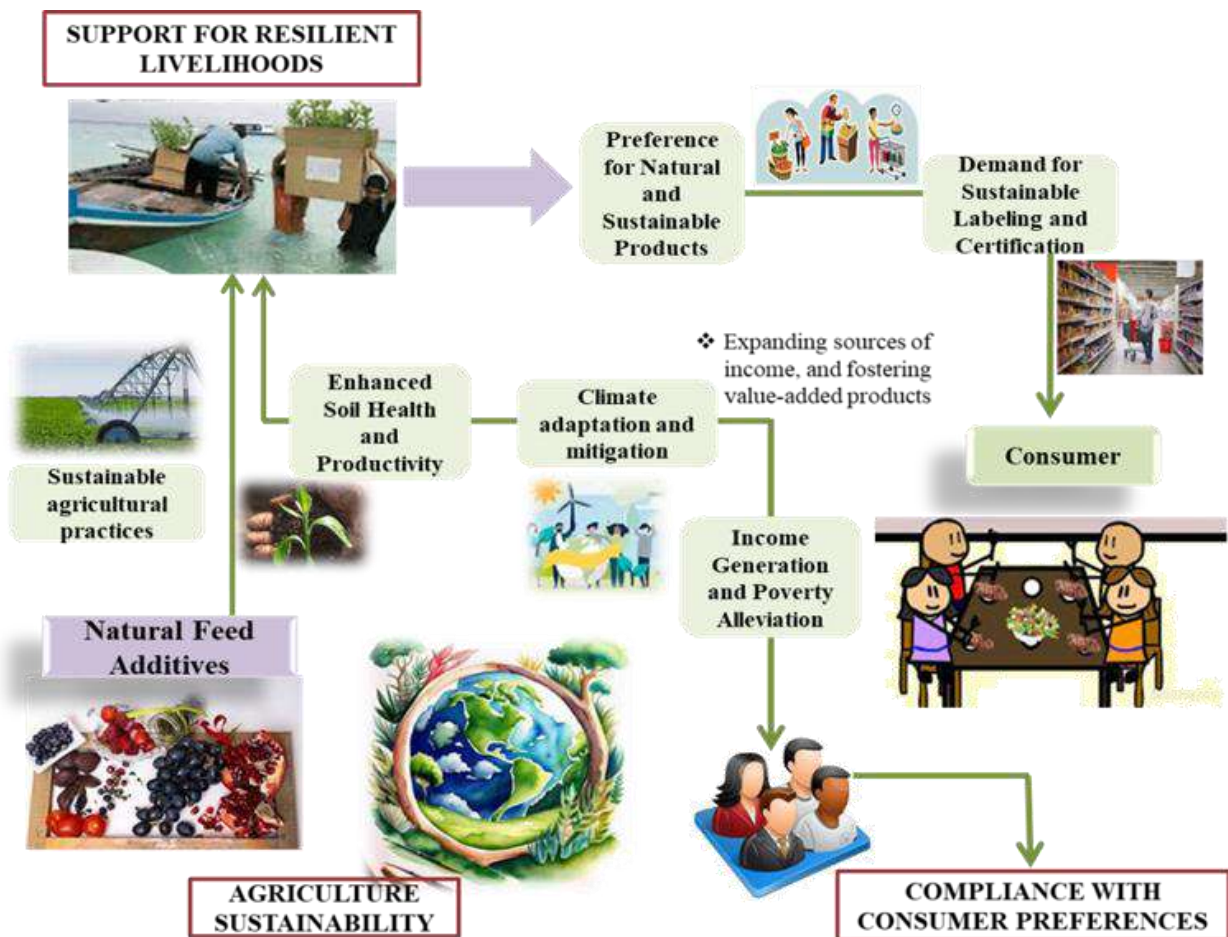 SUPPORT FOR RESILIENT
LIVELIHOODS
Preference
for Natural
and
Sustainable
Products
Demand for
Sustainable
Labeling and
Certification
❖ Expanding sources of
income, and fostering
value-added products
Enhanced
Soil Health
and
Productivity
Climate
adaptation and
mitigation
Consumer
Sustainable
agricultural
practices
Income
Generation
and Poverty
Alleviation
Natural Feed
Additives
AGRICULTURE
SUSTAINABILITY
COMPLIANCE WITH
CONSUMER PREFERENCES